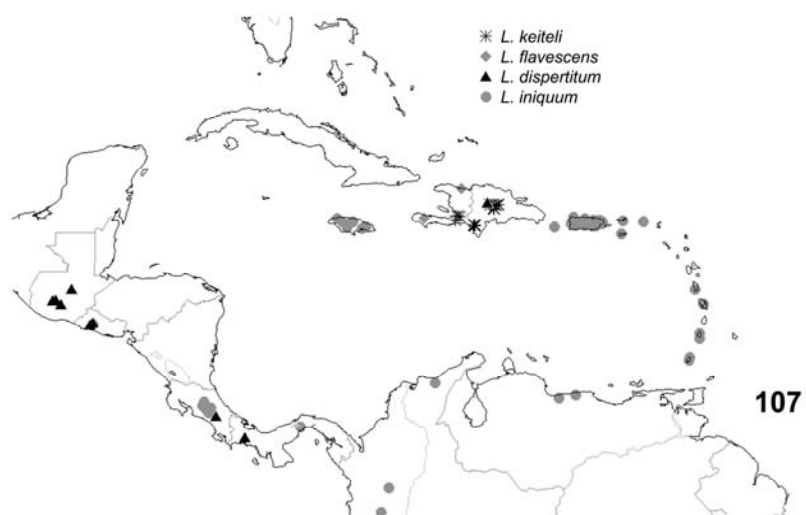 L. keiteli
L. flavescens
L. dispertitum
L. iniquum
107